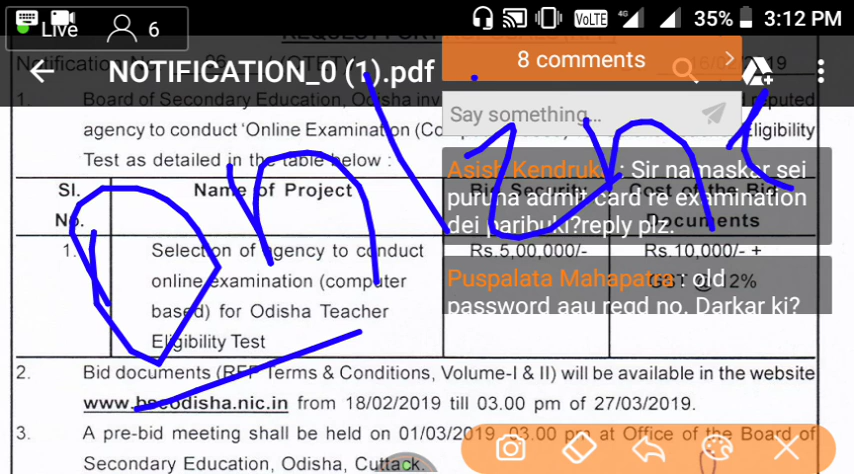 Live 6
VoLTE 4G 35% 3:12 PM
NOTIFICATION_0 (1).pdf
8 comments
Say something...
Asish Kendruk : Sir namaskar sei
puruna admit card re examination
dei paribuki?reply plz.
Puspalata Mahapatra : old
password aau regd no. Darkar ki?
Notification
1. Board of Secondary Education, Odisha
agency to conduct 'Online Examination Eligibility
Test as detailed in the table below :
Sl. No. Name of Project Bid Security Cost of the Bid Documents
1. Selection of agency to conduct Rs.5,00,000/- Rs.10,000/- +
online examination (computer GST @ 12%
based) for Odisha Teacher
Eligibility Test
2. Bid documents (RFP Terms & Conditions, Volume-I & II) will be available in the website
www.bseodisha.nic.in from 18/02/2019 till 03.00 pm of 27/03/2019.
3. A pre-bid meeting shall be held on 01/03/2019, 03.00 pm at Office of the Board of
Secondary Education, Odisha, Cuttack.